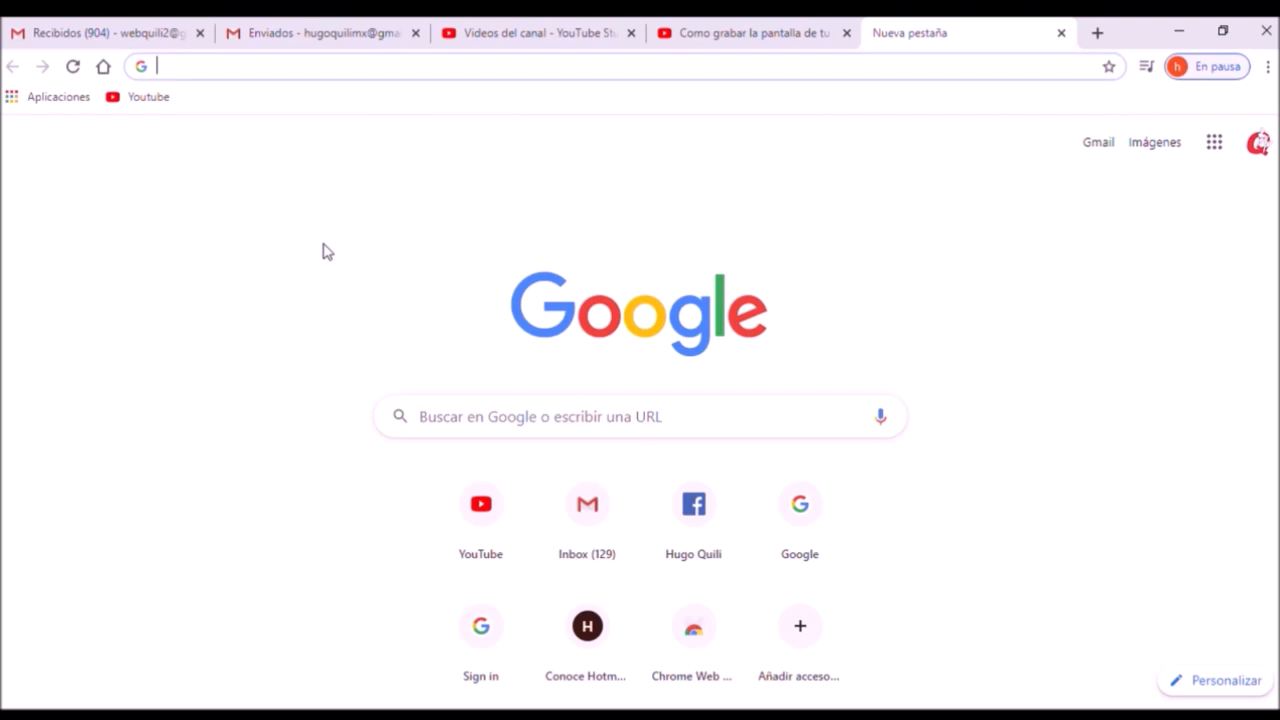 Recibidos (904) - webquili2@g
Enviados - hugoquilimx@gma
Videos del canal - YouTube Stu
Como grabar la pantalla de tu
Nueva pestaña
h
En pausa
Aplicaciones
Youtube
Gmail
Imágenes
Google
Buscar en Google o escribir una URL
YouTube
Inbox (129)
Hugo Quili
Google
H
Sign in
Conoce Hotm...
Chrome Web ...
Añadir acceso...
Personalizar